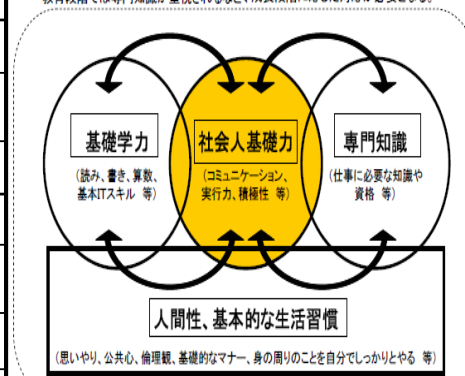 基礎学力
(読み、書き、算数、
基本ITスキル 等)
社会人基礎力
(コミュニケーション、
実行力、積極性 等)
専門知識
(仕事に必要な知識や
資格 等)
人間性、基本的な生活習慣
(思いやり、公共心、倫理観、基礎的なマナー、身の周りのことを自分でしっかりとやる 等)